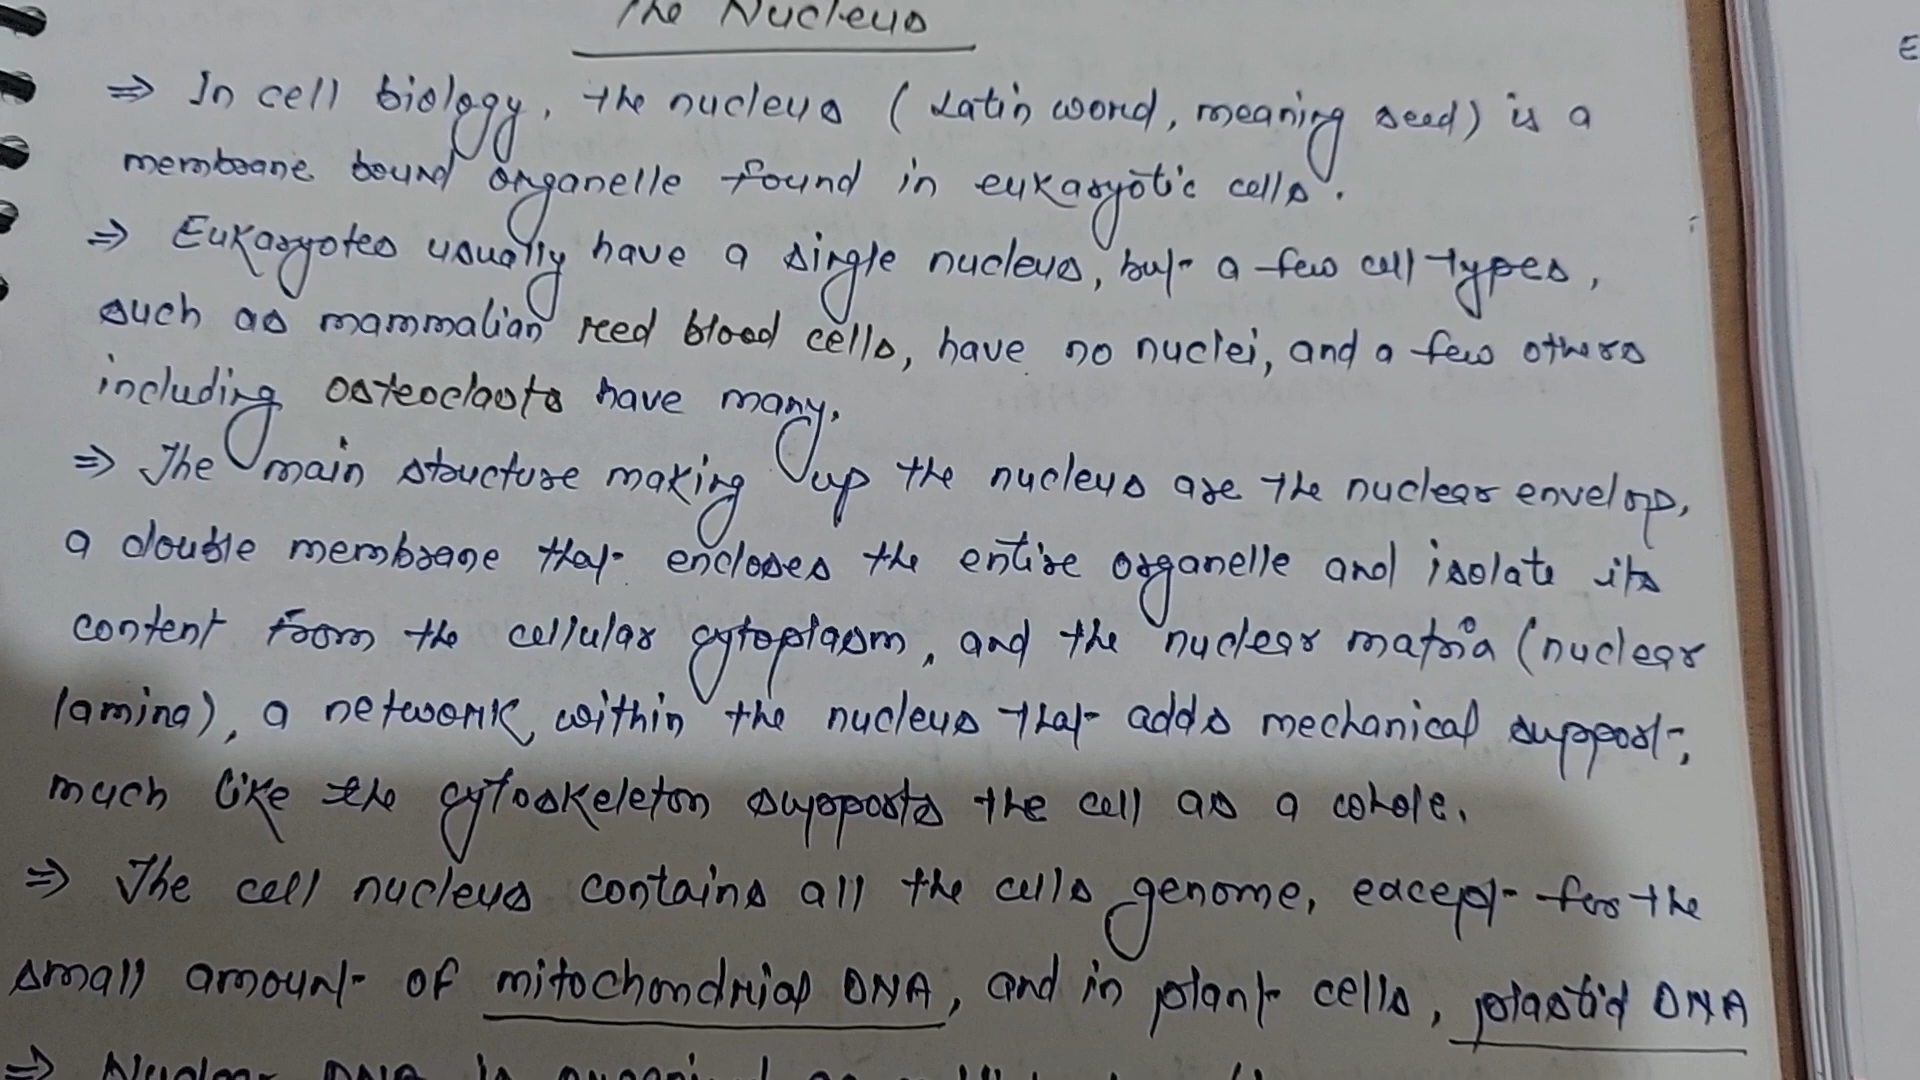 The Nucleus
⇒ In cell biology, the nucleus (Latin word, meaning seed) is a
membrane bound organelle found in eukaryotic cells.
⇒ Eukaryotes usually have a single nucleus, but a few cell types,
such as mammalian reed blood cells, have no nuclei, and a few others
including osteoclasts have many.
⇒ The main structure making up the nucleus are the nuclear envelop,
a double membrane that encloses the entire organelle and isolate its
content from the cellular cytoplasm, and the nuclear matrix (nuclear
lamina), a network within the nucleus that adds mechanical support,
much like the cytoskeleton supports the cell as a whole.
⇒ The cell nucleus contains all the cells genome, except for the
small amount of mitochondrial DNA, and in plant cells, plastid DNA
⇒ Nuclear DNA is
E